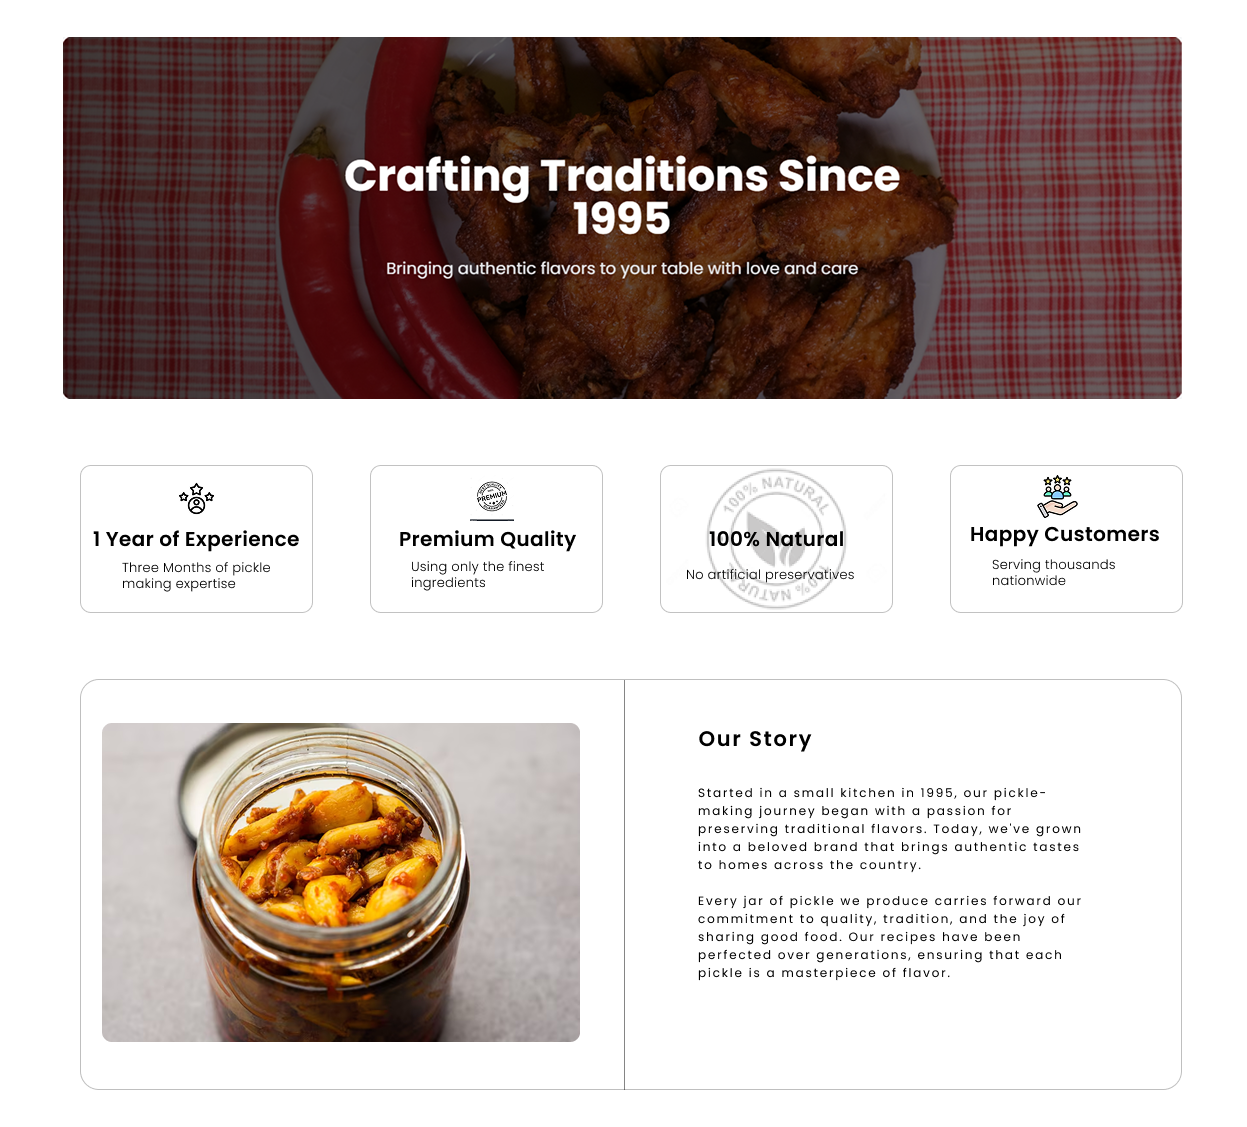 Crafting Traditions Since
1995
Bringing authentic flavors to your table with love and care
1 Year of Experience
Three Months of pickle
making expertise
PREMIUM
Premium Quality
Using only the finest
ingredients
100% NATURAL
100% Natural
No artificial preservatives
100% NATURAL
Happy Customers
Serving thousands
nationwide
Our Story
Started in a small kitchen in 1995, our pickle-
making journey began with a passion for
preserving traditional flavors. Today, we've grown
into a beloved brand that brings authentic tastes
to homes across the country.
Every jar of pickle we produce carries forward our
commitment to quality, tradition, and the joy of
sharing good food. Our recipes have been
perfected over generations, ensuring that each
pickle is a masterpiece of flavor.